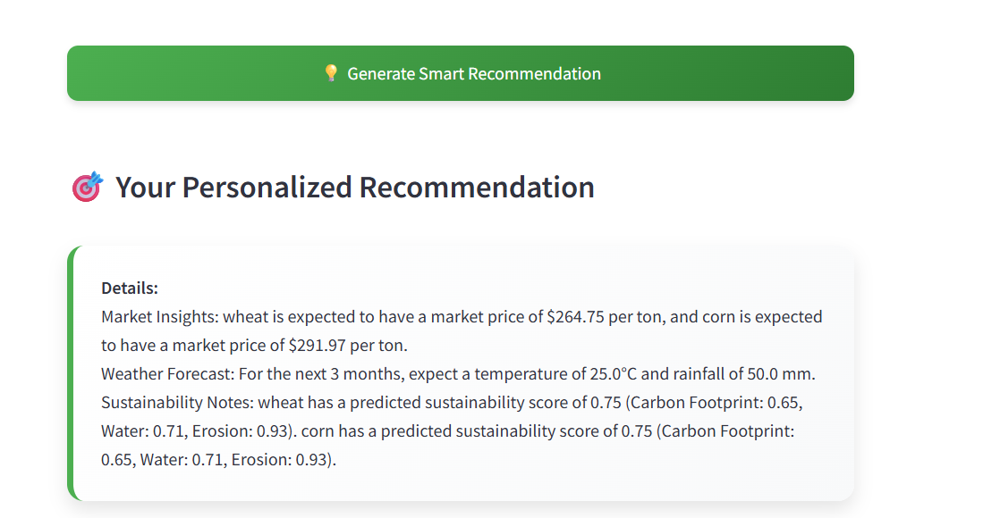 💡 Generate Smart Recommendation
🎯 Your Personalized Recommendation
Details:
Market Insights: wheat is expected to have a market price of $264.75 per ton, and corn is expected
to have a market price of $291.97 per ton.
Weather Forecast: For the next 3 months, expect a temperature of 25.0°C and rainfall of 50.0 mm.
Sustainability Notes: wheat has a predicted sustainability score of 0.75 (Carbon Footprint: 0.65,
Water: 0.71, Erosion: 0.93). corn has a predicted sustainability score of 0.75 (Carbon Footprint:
0.65, Water: 0.71, Erosion: 0.93).